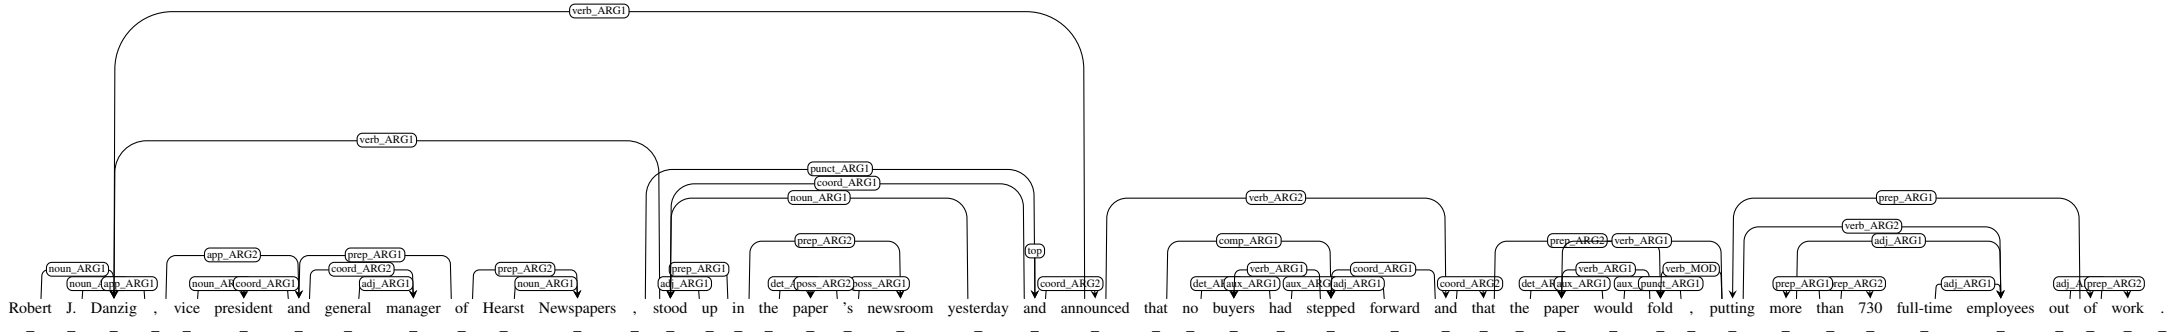 verb_ARG1
verb_ARG1
punct_ARG1
coord_ARG1
noun_ARG1 verb_ARG2 prep_ARG1
verb_ARG2
prep_ARG2 comp_ARG1 prep_ARG2 verb_ARG1 adj_ARG1
app_ARG2 prep_ARG1 top
noun_ARG1 coord_ARG2 prep_ARG2 prep_ARG1 verb_ARG1 coord_ARG1 verb_ARG1 verb_MOD
app_ARG1 coord_ARG1 adj_ARG1 noun_ARG1 adj_ARG1 poss_ARG2 poss_ARG1 coord_ARG2 aux_ARG1 adj_ARG1 coord_ARG2 aux_ARG1 punct_ARG1 prep_ARG1 prep_ARG2 adj_ARG1 prep_ARG2
Robert J. Danzig , vice president and general manager of Hearst Newspapers , stood up in the paper 's newsroom yesterday and announced that no buyers had stepped forward and that the paper would fold , putting more than 730 full-time employees out of work .